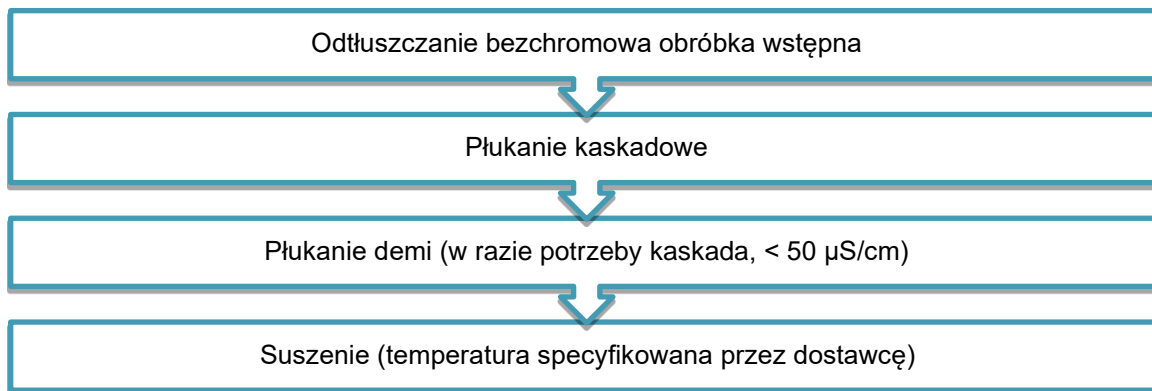 Odtłuszczanie bezchromowa obróbka wstępna
Płukanie kaskadowe
Płukanie demi (w razie potrzeby kaskada, < 50 µS/cm)
Suszenie (temperatura specyfikowana przez dostawcę)